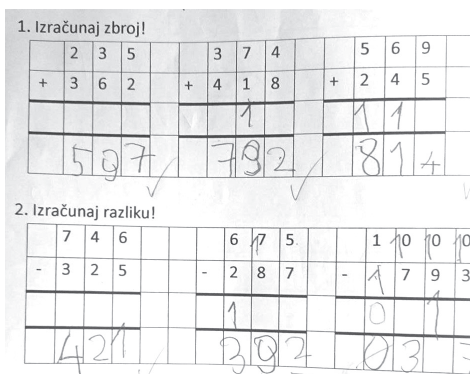 1. Izračunaj zbroj!
2 3 5 3 7 4 5 6 9
+ 3 6 2 + 4 1 8 + 2 4 5
1 1 1
5 9 7 7 9 2 8 1 4
2. Izračunaj razliku!
7 4 6 6 17 5. 1 10 10 10
- 3 2 5 - 2 8 7 - 1 7 9 3
1 0 1
4 2 1 3 9 2 0 3